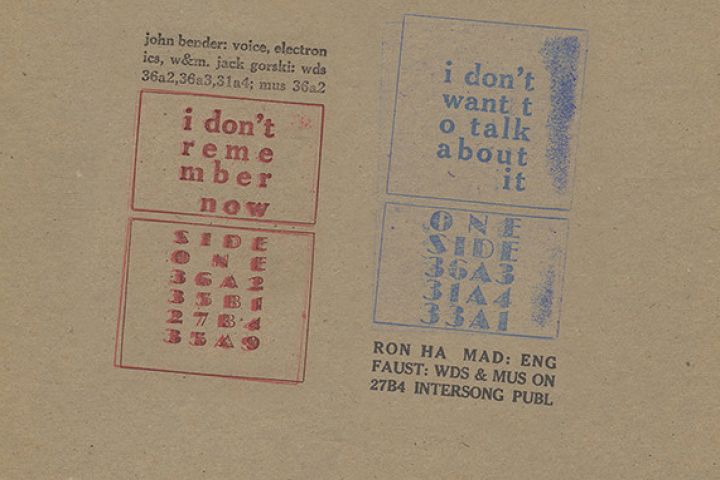 john bender: voice, electron
ics, w&m. jack gorski: wds
36a2,36a3,31a4; mus 36a2
i don't
reme
mber
now
SIDE
ONE
36A2
35B1
27B4
35A9
i don't
want t
o talk
about
it
ONE
SIDE
36A3
31A4
33A1
RON HA MAD: ENG
FAUST: WDS & MUS ON
27B4 INTERSONG PUBL